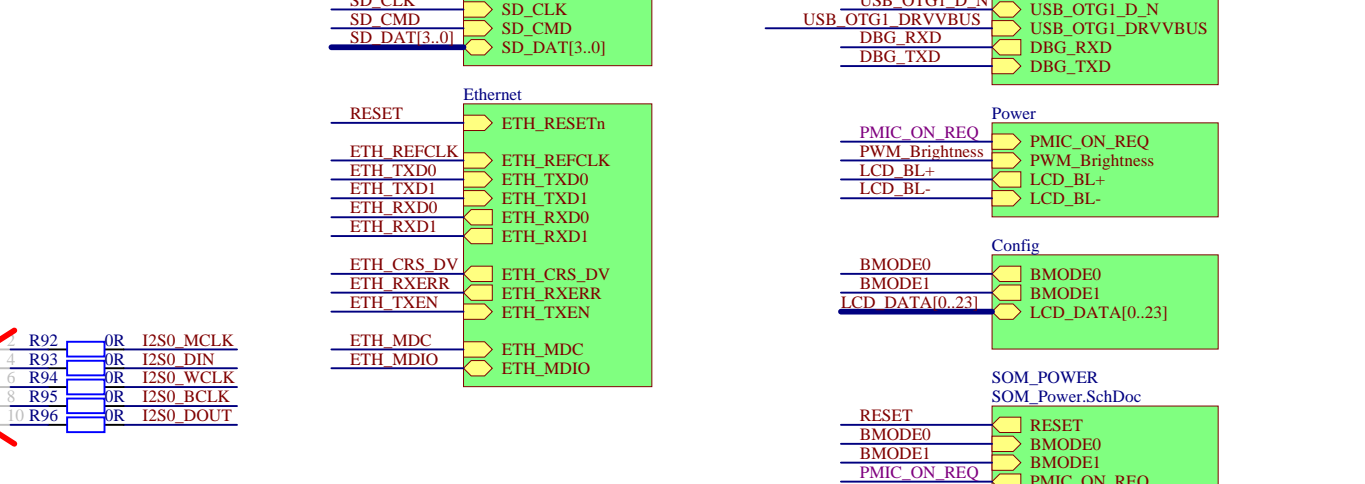 SD_CLK
SD_CLK
SD_CMD
SD_CMD
SD_DAT[3..0]
SD_DAT[3..0]
Ethernet
RESET
ETH_RESETn
ETH_REFCLK
ETH_REFCLK
ETH_TXD0
ETH_TXD0
ETH_TXD1
ETH_TXD1
ETH_RXD0
ETH_RXD0
ETH_RXD1
ETH_RXD1
ETH_CRS_DV
ETH_CRS_DV
ETH_RXERR
ETH_RXERR
ETH_TXEN
ETH_TXEN
ETH_MDC
ETH_MDC
ETH_MDIO
ETH_MDIO
2 R92 0R I2S0_MCLK
4 R93 0R I2S0_DIN
6 R94 0R I2S0_WCLK
8 R95 0R I2S0_BCLK
10 R96 0R I2S0_DOUT
USB_OTG1_D_N
USB_OTG1_D_N
USB_OTG1_DRVVBUS
USB_OTG1_DRVVBUS
DBG_RXD
DBG_RXD
DBG_TXD
DBG_TXD
Power
PMIC_ON_REQ
PMIC_ON_REQ
PWM_Brightness
PWM_Brightness
LCD_BL+
LCD_BL+
LCD_BL-
LCD_BL-
Config
BMODE0
BMODE0
BMODE1
BMODE1
LCD_DATA[0..23]
LCD_DATA[0..23]
SOM_POWER
SOM_Power.SchDoc
RESET
RESET
BMODE0
BMODE0
BMODE1
BMODE1
PMIC_ON_REQ
PMIC_ON_REQ